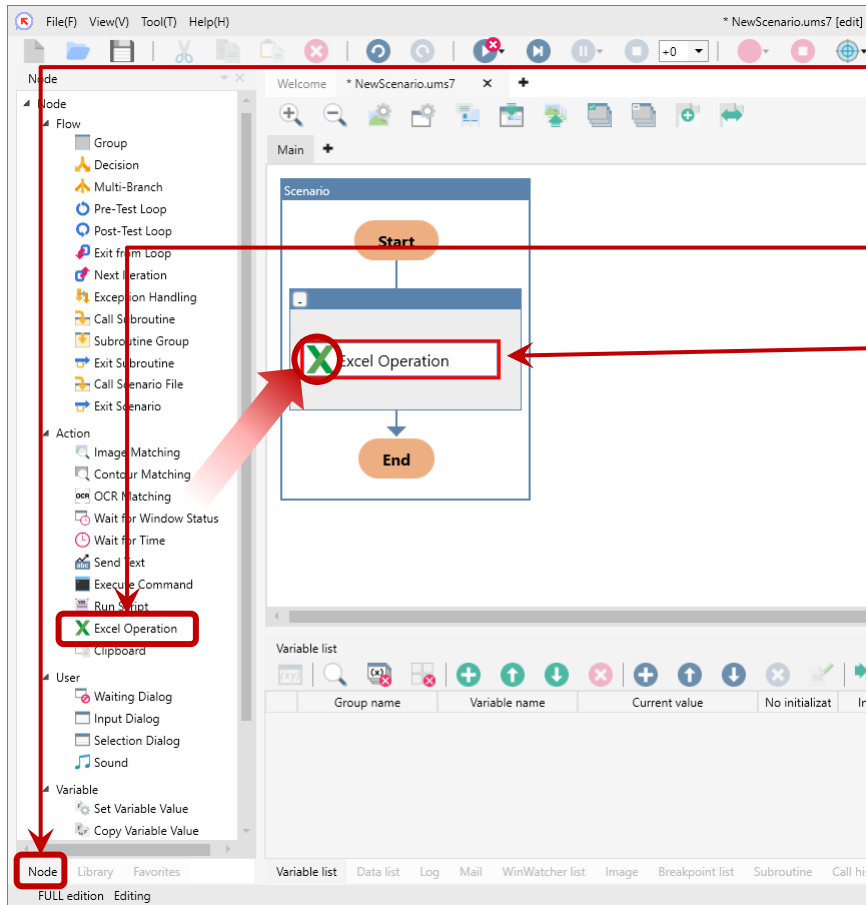 File(F) View(V) Tool(T) Help(H)
* NewScenario.ums7 [edit]
+0
Node
Welcome * NewScenario.ums7
Node
Flow
Group
Decision
Multi-Branch
Pre-Test Loop
Post-Test Loop
Exit from Loop
Next Iteration
Exception Handling
Call Subroutine
Subroutine Group
Exit Subroutine
Call Scenario File
Exit Scenario
Action
Image Matching
Contour Matching
OCR OCR Matching
Wait for Window Status
Wait for Time
Send Text
Execute Command
Run Script
Excel Operation
Clipboard
User
Waiting Dialog
Input Dialog
Selection Dialog
Sound
Variable
Set Variable Value
Copy Variable Value
Node Library Favorites
Main
Scenario
Start
Excel Operation
End
Variable list
Group name Variable name Current value No initializat
Variable list Data list Log Mail WinWatcher list Image Breakpoint list Subroutine Call
FULL edition Editing